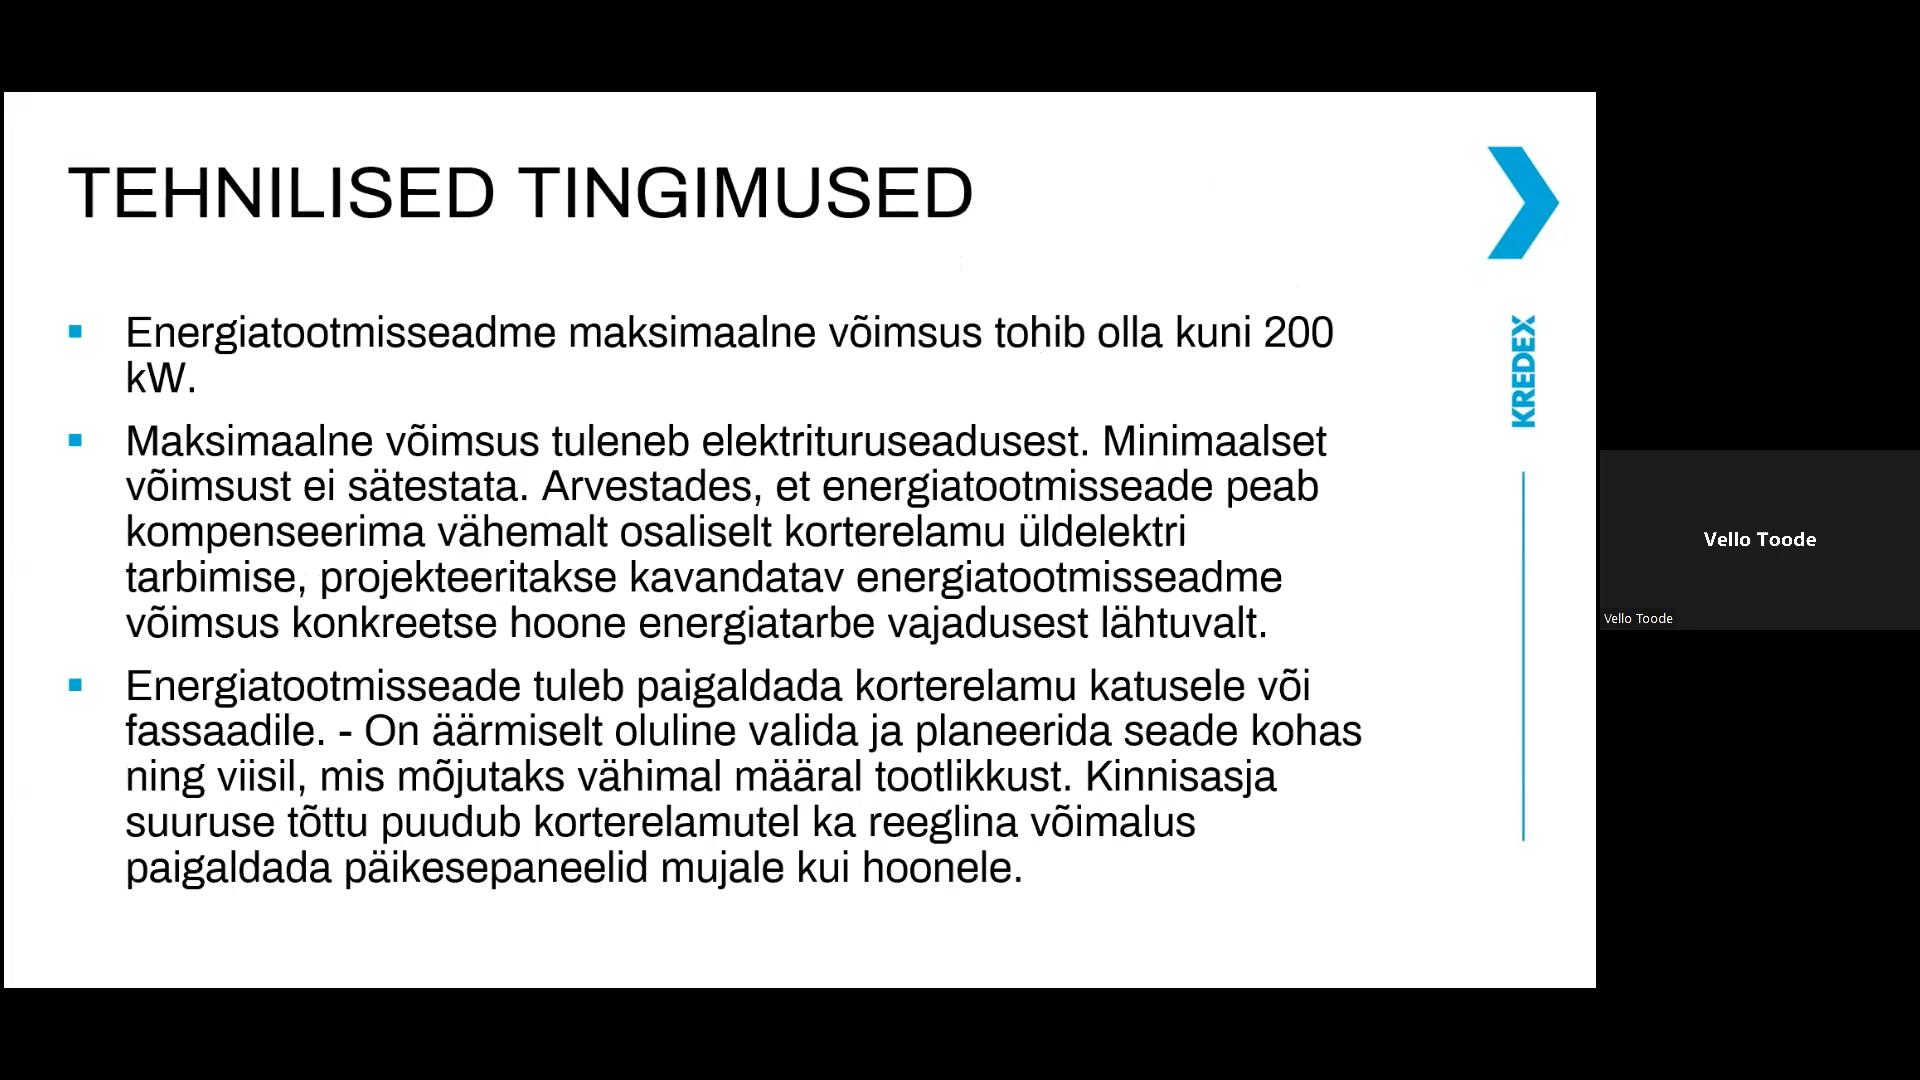 TEHNILISED TINGIMUSED
Energiatootmisseadme maksimaalne võimsus tohib olla kuni 200
kW.
Maksimaalne võimsus tuleneb elektrituruseadusest. Minimaalset
võimsust ei sätestata. Arvestades, et energiatootmisseade peab
kompenseerima vähemalt osaliselt korterelamu üldelektri
tarbimise, projekteeritakse kavandatav energiatootmisseadme
võimsus konkreetse hoone energiatarbe vajadusest lähtuvalt.
Energiatootmisseade tuleb paigaldada korterelamu katusele või
fassaadile. - On äärmiselt oluline valida ja planeerida seade kohas
ning viisil, mis mõjutaks vähimal määral tootlikkust. Kinnisasja
suuruse tõttu puudub korterelamutel ka reeglina võimalus
paigaldada päikesepaneelid mujale kui hoonele.
KREDEX
Vello Toode
Vello Toode